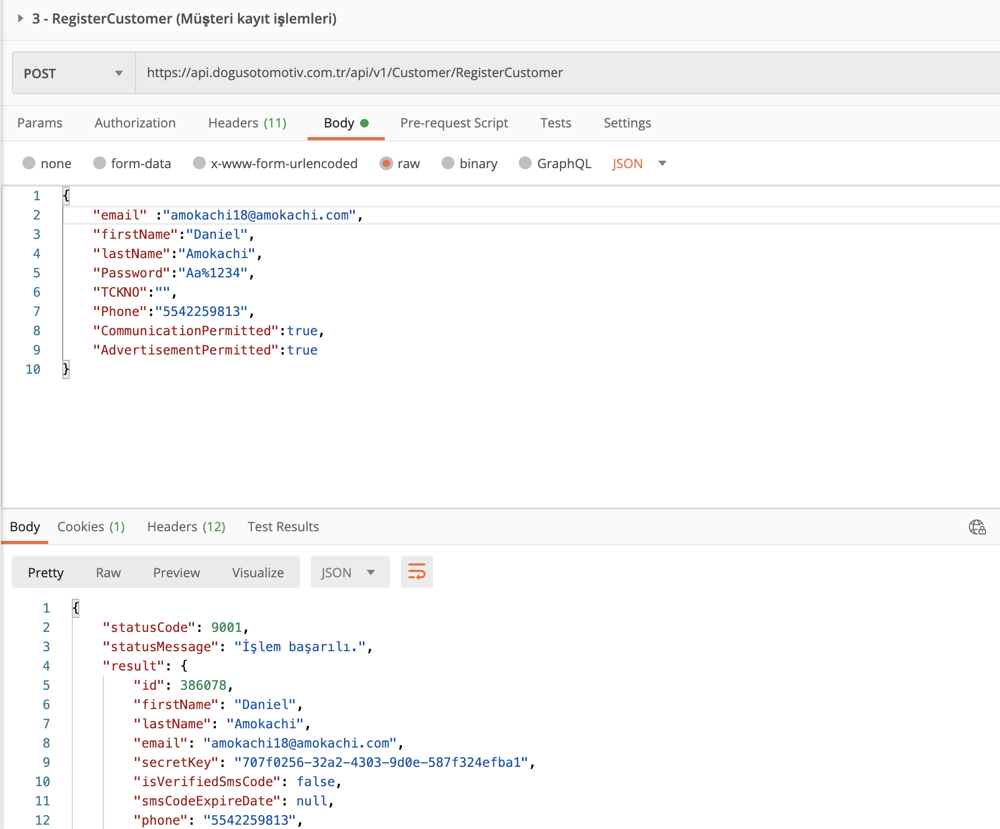 3 - RegisterCustomer (Müşteri kayıt işlemleri)
POST https://api.dogusotomotiv.com.tr/api/v1/Customer/RegisterCustomer
Params Authorization Headers (11) Body Pre-request Script Tests Settings
none form-data x-www-form-urlencoded raw binary GraphQL JSON
1 {
2 "email" :"amokachi18@amokachi.com",
3 "firstName":"Daniel",
4 "lastName":"Amokachi",
5 "Password":"Aa%1234",
6 "TCKNO":"",
7 "Phone":"5542259813",
8 "CommunicationPermitted":true,
9 "AdvertisementPermitted":true
10 }
Body Cookies (1) Headers (12) Test Results
Pretty Raw Preview Visualize JSON
1 {
2 "statusCode": 9001,
3 "statusMessage": "İşlem başarılı.",
4 "result": {
5 "id": 386078,
6 "firstName": "Daniel",
7 "lastName": "Amokachi",
8 "email": "amokachi18@amokachi.com",
9 "secretKey": "707f0256-32a2-4303-9d0e-587f324efba1",
10 "isVerifiedSmsCode": false,
11 "smsCodeExpireDate": null,
12 "phone": "5542259813",